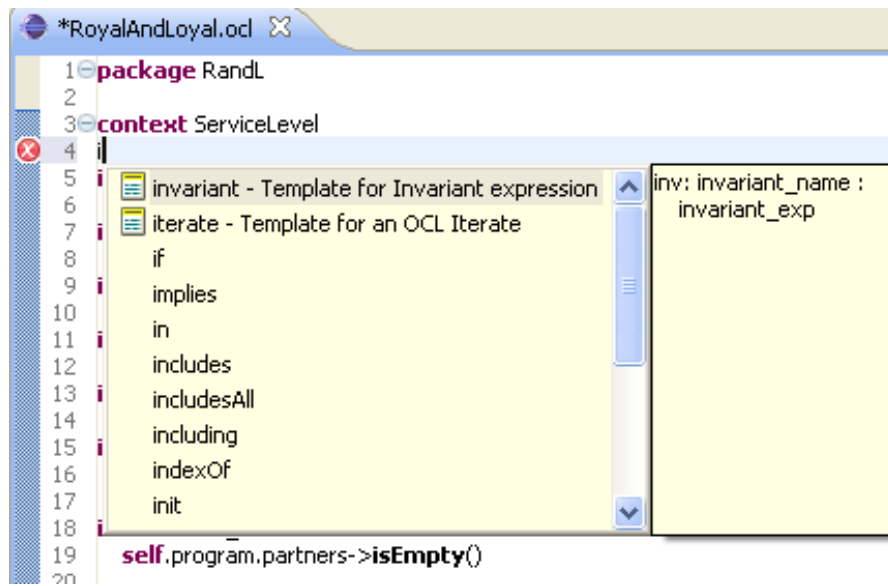 *RoyalAndLoyal.ocl
1 package RandL
2
3 context ServiceLevel
4 i
5 i
6
7 i
8
9 i
10
11 i
12
13 i
14
15 i
16
17
18 i
invariant - Template for Invariant expression
iterate - Template for an OCL Iterate
if
implies
in
includes
includesAll
including
indexOf
init
inv: invariant_name :
invariant_exp
19 self.program.partners->isEmpty()
20